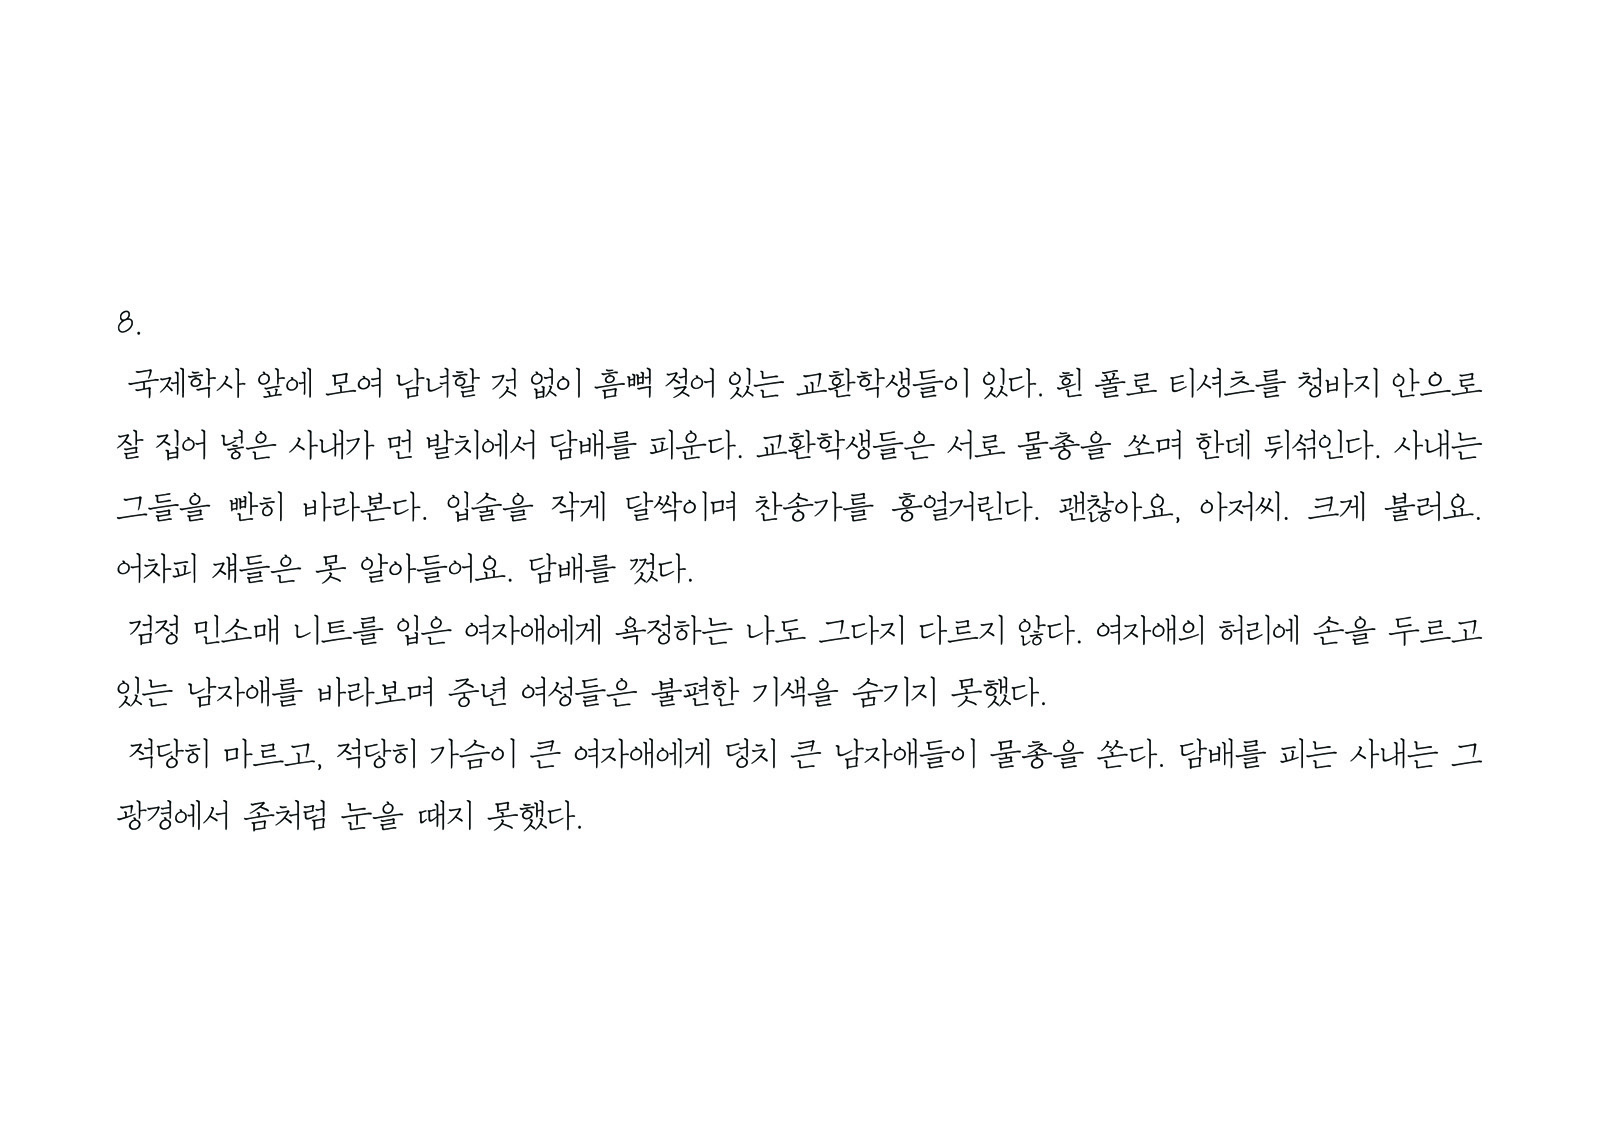 8.
국제학사 앞에 모여 남녀할 것 없이 흠뻑 젖어 있는 교환학생들이 있다. 흰 폴로 티셔츠를 청바지 안으로
잘 집어 넣은 사내가 먼 발치에서 담배를 피운다. 교환학생들은 서로 물총을 쏘며 한데 뒤섞인다. 사내는
그들을 빤히 바라본다. 입술을 작게 달싹이며 찬송가를 흥얼거린다. 괜찮아요, 아저씨. 크게 불러요.
어차피 쟤들은 못 알아들어요. 담배를 껐다.
검정 민소매 니트를 입은 여자애에게 욕정하는 나도 그다지 다르지 않다. 여자애의 허리에 손을 두르고
있는 남자애를 바라보며 중년 여성들은 불편한 기색을 숨기지 못했다.
적당히 마르고, 적당히 가슴이 큰 여자애에게 덩치 큰 남자애들이 물총을 쏜다. 담배를 피는 사내는 그
광경에서 좀처럼 눈을 때지 못했다.